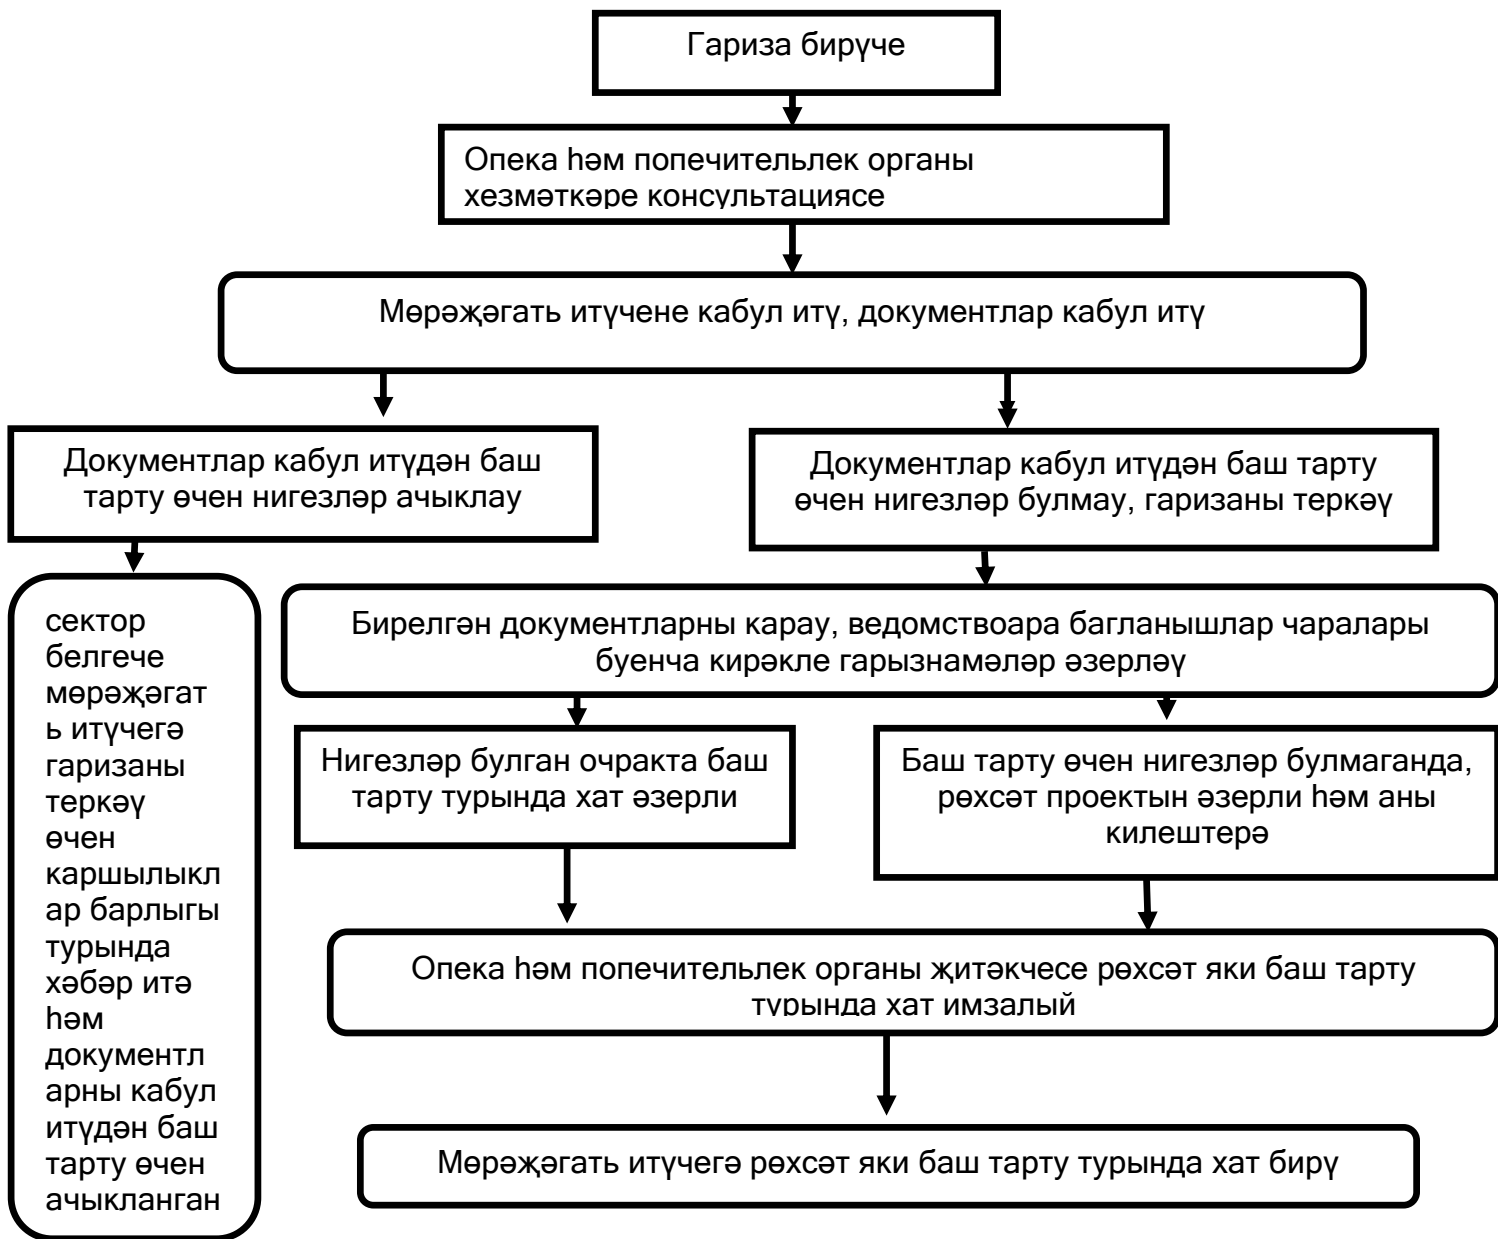 Гариза бирүче
Опека һәм попечительлек органы
хезмәткәре консультациясе
Мөрәҗәгать итүчене кабул итү, документлар кабул итү
Документлар кабул итүдән баш
тарту өчен нигезләр ачыклау
Документлар кабул итүдән баш тарту
өчен нигезләр булмау, гаризаны теркәү
сектор
белгече
мөрәҗәгат
ь итүчегә
гаризаны
теркәү
өчен
каршылыкл
ар барлыгы
турында
хәбәр итә
һәм
документл
арны кабул
итүдән баш
тарту өчен
ачыкланган
Бирелгән документларны карау, ведомствоара багланышлар чаралары
буенча кирәкле гарызнамәләр әзерләү
Нигезләр булган очракта баш
тарту турында хат әзерли
Баш тарту өчен нигезләр булмаганда,
рөхсәт проектын әзерли һәм аны
килештерә
Опека һәм попечительлек органы җитәкчесе рөхсәт яки баш тарту
турында хат имзалый
Мөрәҗәгать итүчегә рөхсәт яки баш тарту турында хат бирү